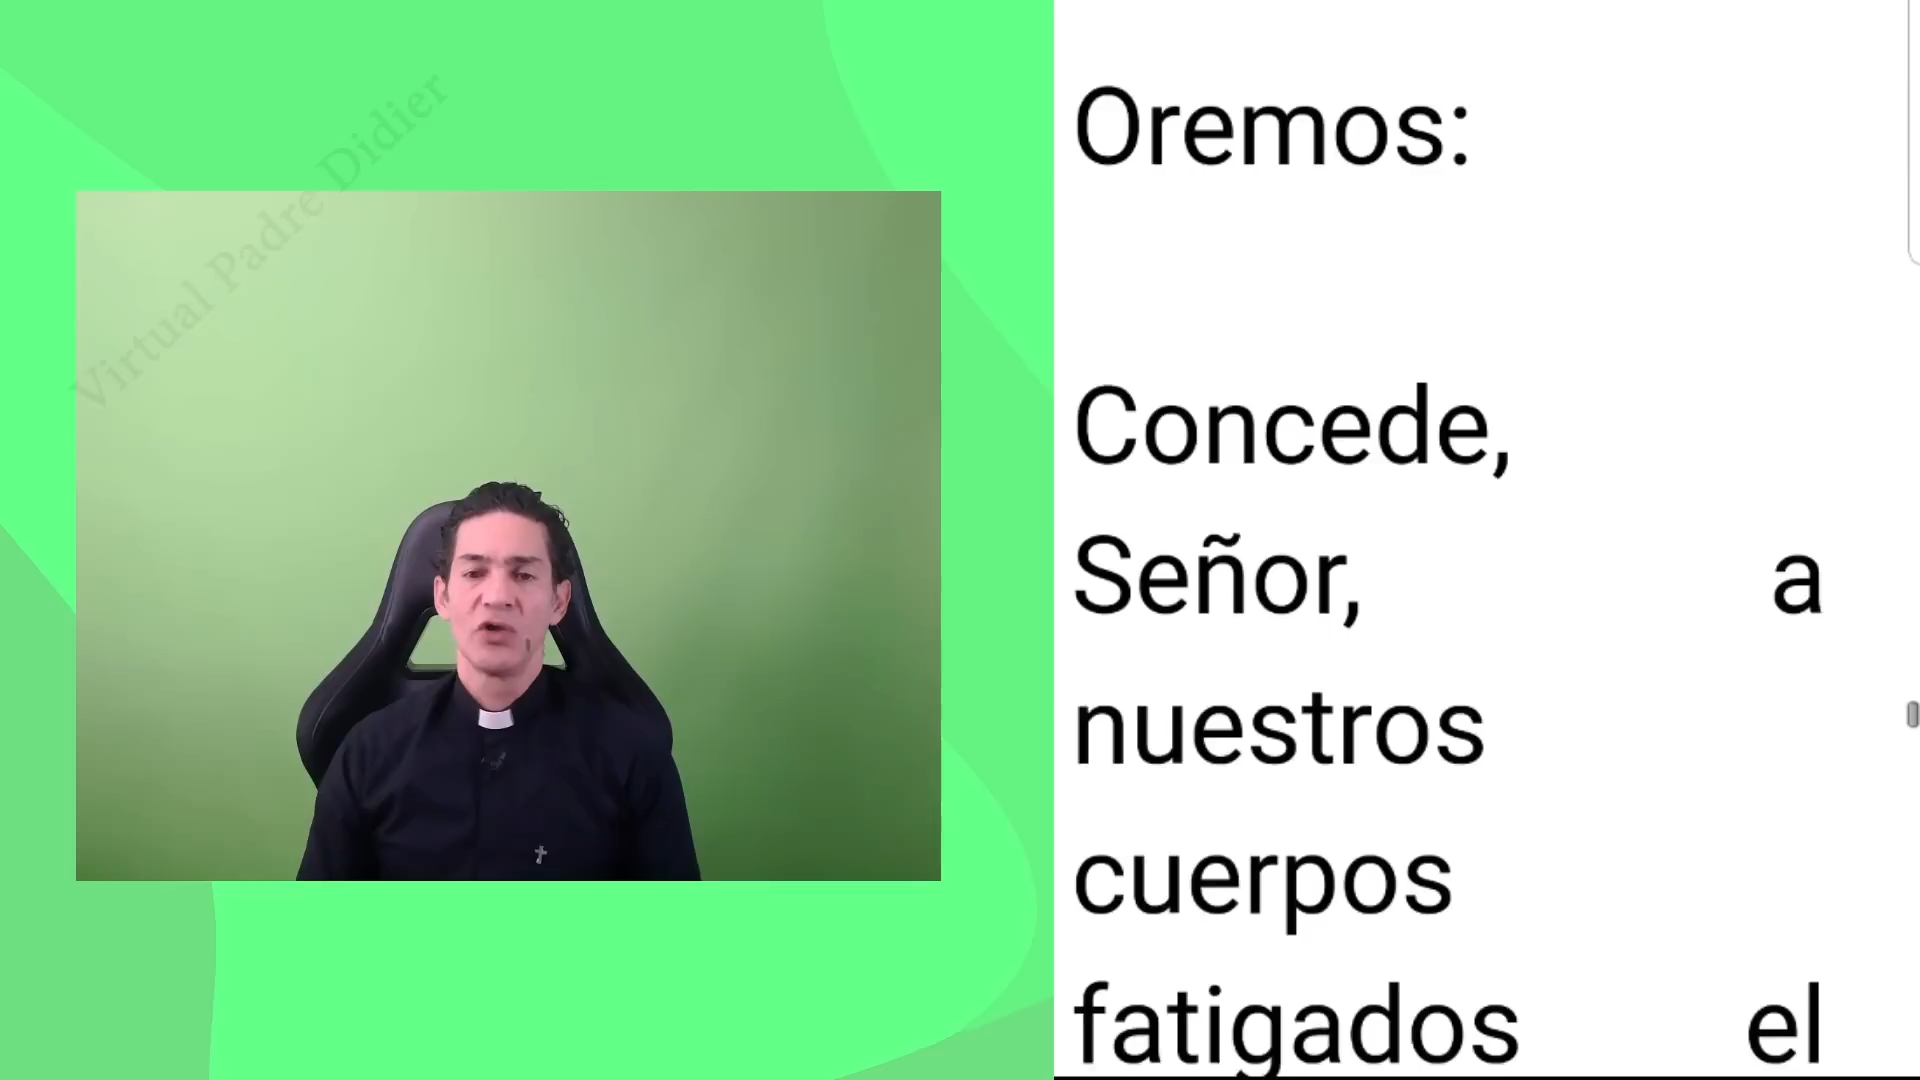 Virtual Padre Didier
Oremos:
Concede,
Señor, a
nuestros
cuerpos
fatigados el